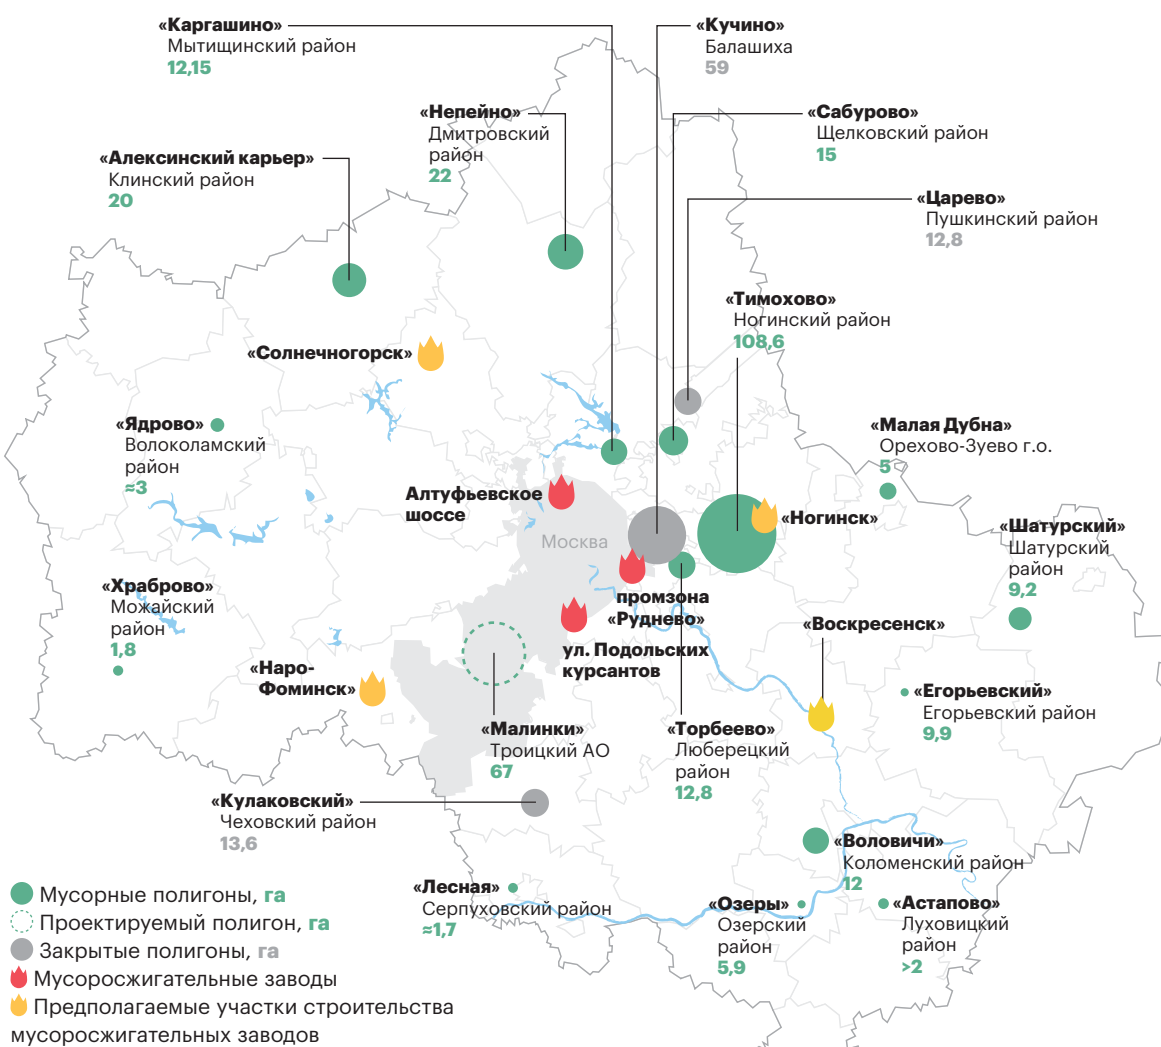 «Каргашино»
Мытищинский район
12,15
«Кучино»
Балашиха
59
«Непейно»
Дмитровский
район
22
«Сабурово»
Щелковский район
15
«Алексинский карьер»
Клинский район
20
«Царево»
Пушкинский район
12,8
«Тимохово»
Ногинский район
108,6
«Солнечногорск»
«Ядрово»
Волоколамский
район
≈3
«Малая Дубна»
Орехово-Зуево г.о.
5
Алтуфьевское
шоссе
Москва
«Ногинск»
«Шатурский»
Шатурский
район
9,2
«Храброво»
Можайский
район
1,8
промзона
«Руднево»
«Воскресенск»
ул. Подольских
курсантов
«Наро-
Фоминск»
«Егорьевский»
Егорьевский район
9,9
«Малинки»
Троицкий АО
67
«Торбеево»
Люберецкий
район
12,8
«Кулаковский»
Чеховский район
13,6
«Воловичи»
Коломенский район
12
«Лесная»
Серпуховский район
≈1,7
«Озеры»
Озерский
район
5,9
«Астапово»
Луховицкий
район
>2
Мусорные полигоны, га
Проектируемый полигон, га
Закрытые полигоны, га
Мусоросжигательные заводы
Предполагаемые участки строительства
мусоросжигательных заводов